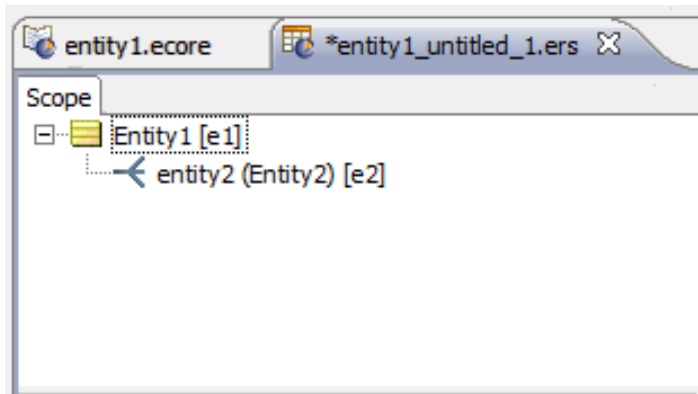 entity1.ecore *entity1_untitled_1.ers
Scope
Entity1 [e1]
entity2 (Entity2) [e2]